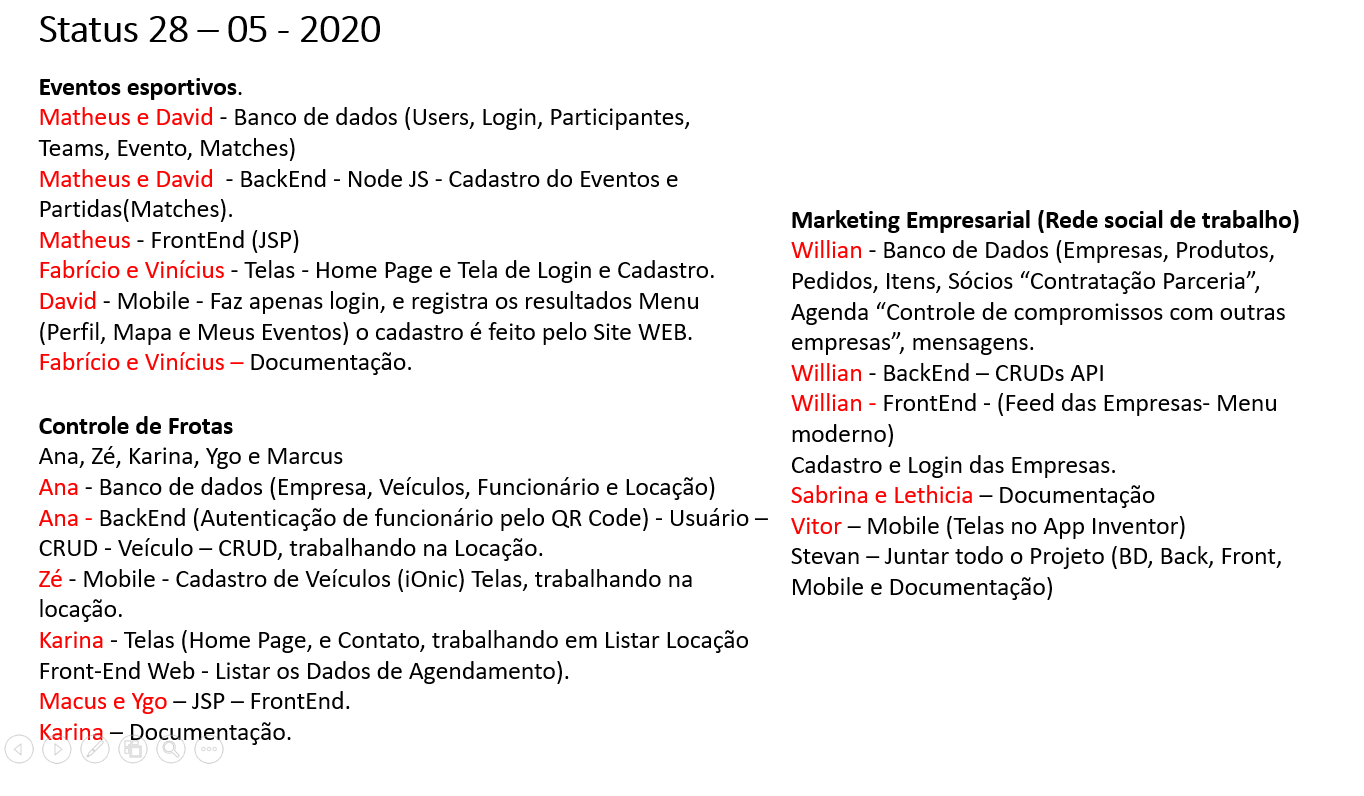 Status 28 – 05 - 2020
Eventos esportivos.
Matheus e David - Banco de dados (Users, Login, Participantes,
Teams, Evento, Matches)
Matheus e David  - BackEnd - Node JS - Cadastro do Eventos e
Partidas(Matches).
Matheus - FrontEnd (JSP)
Fabrício e Vinícius - Telas - Home Page e Tela de Login e Cadastro.
David - Mobile - Faz apenas login, e registra os resultados Menu
(Perfil, Mapa e Meus Eventos) o cadastro é feito pelo Site WEB.
Fabrício e Vinícius – Documentação.
Controle de Frotas
Ana, Zé, Karina, Ygo e Marcus
Ana - Banco de dados (Empresa, Veículos, Funcionário e Locação)
Ana - BackEnd (Autenticação de funcionário pelo QR Code) - Usuário –
CRUD - Veículo – CRUD, trabalhando na Locação.
Zé - Mobile - Cadastro de Veículos (iOnic) Telas, trabalhando na
locação.
Karina - Telas (Home Page, e Contato, trabalhando em Listar Locação
Front-End Web - Listar os Dados de Agendamento).
Macus e Ygo – JSP – FrontEnd.
Karina – Documentação.
Marketing Empresarial (Rede social de trabalho)
Willian - Banco de Dados (Empresas, Produtos,
Pedidos, Itens, Sócios “Contratação Parceria”,
Agenda “Controle de compromissos com outras
empresas”, mensagens.
Willian - BackEnd – CRUDs API
Willian - FrontEnd - (Feed das Empresas- Menu
moderno)
Cadastro e Login das Empresas.
Sabrina e Lethicia – Documentação
Vitor – Mobile (Telas no App Inventor)
Stevan – Juntar todo o Projeto (BD, Back, Front,
Mobile e Documentação)